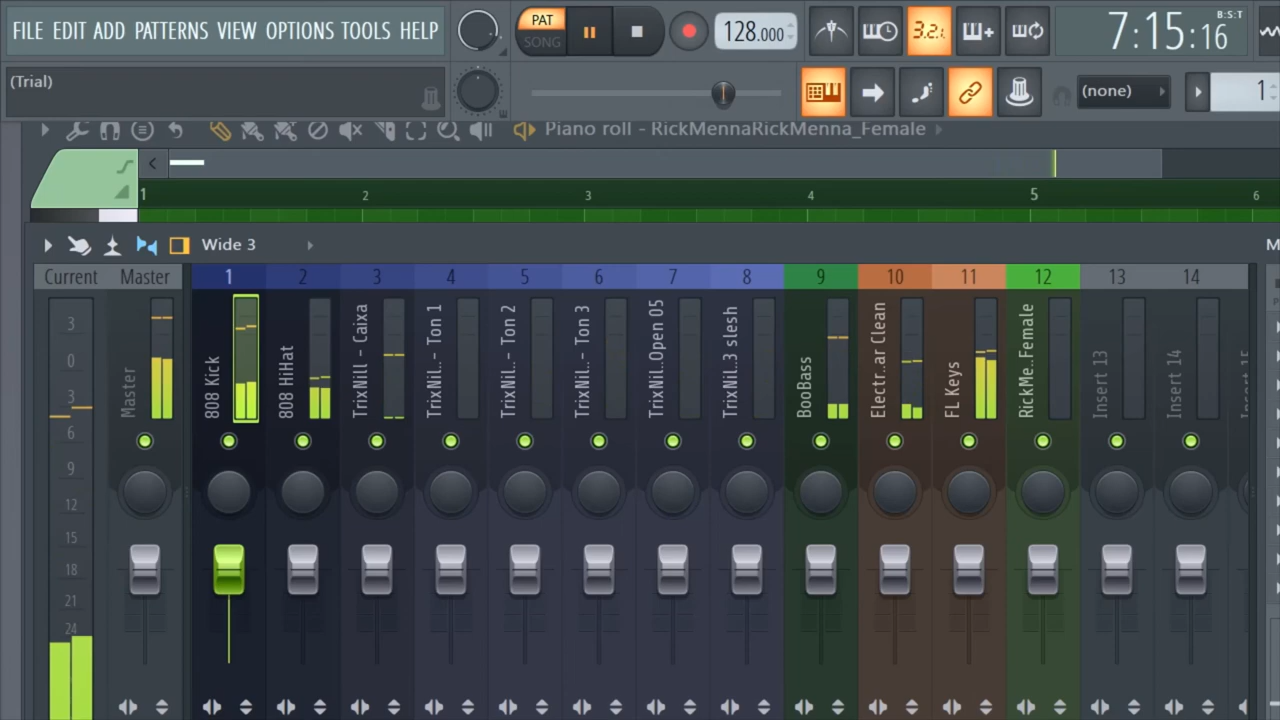 FILE EDIT ADD PATTERNS VIEW OPTIONS TOOLS HELP
PAT
SONG
128.000
3.2.
7:15:16
B:S:T
(Trial)
(none)
1
Piano roll - RickMennaRickMenna_Female
1 2 3 4 5 6
Wide 3
Current Master 1 2 3 4 5 6 7 8 9 10 11 12 13 14
Master
808 Kick
808 HiHat
TrixNill - Caixa
TrixNil..- Ton 1
TrixNil..- Ton 2
TrixNil..- Ton 3
TrixNil..Open 05
TrixNil..3 slesh
BooBass
Electr..ar Clean
FL Keys
RickMe..Female
Insert 13
Insert 14
3
0
3
6
9
12
15
18
21
24